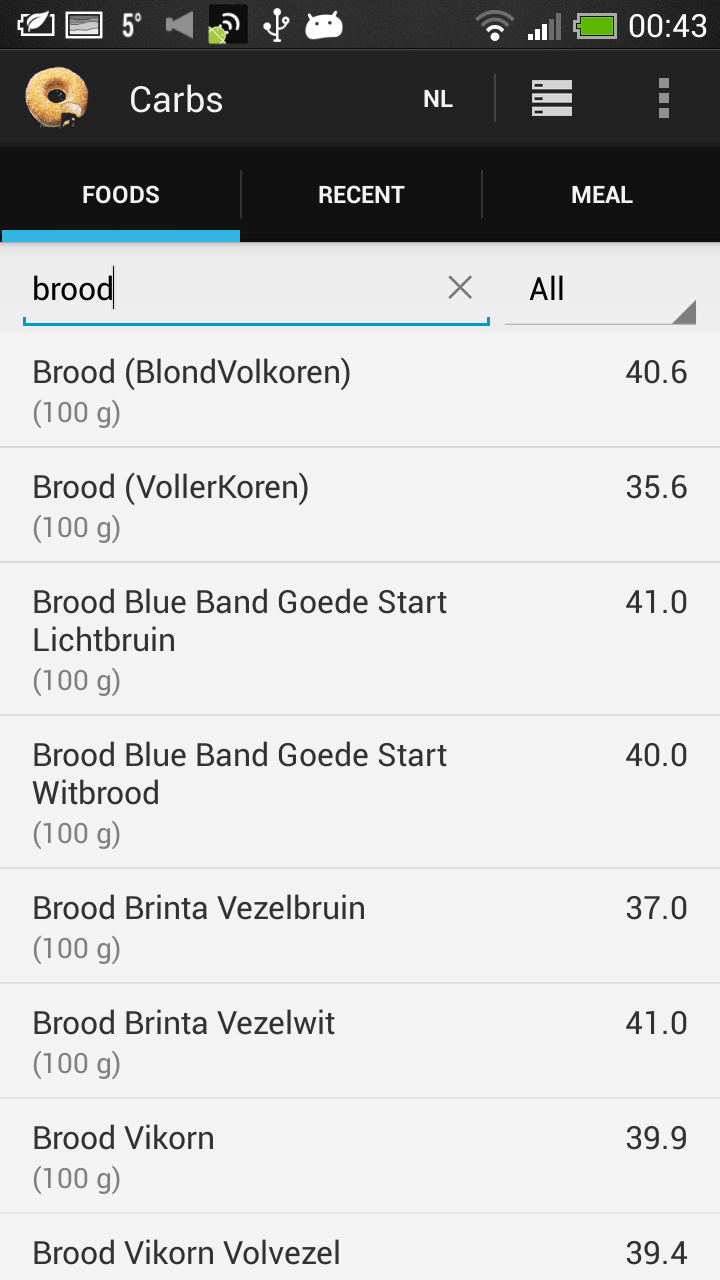 5°
00:43
Carbs
NL
FOODS
RECENT
MEAL
brood
All
Brood (BlondVolkoren)
40.6
(100 g)
Brood (VollerKoren)
35.6
(100 g)
Brood Blue Band Goede Start
41.0
Lichtbruin
(100 g)
Brood Blue Band Goede Start
40.0
Witbrood
(100 g)
Brood Brinta Vezelbruin
37.0
(100 g)
Brood Brinta Vezelwit
41.0
(100 g)
Brood Vikorn
39.9
(100 g)
Brood Vikorn Volvezel
39.4